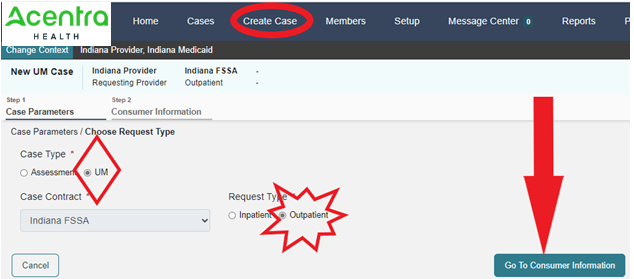 Acentra
HEALTH
Home Cases Create Case Members Setup Message Center 0 Reports P
Change Context Indiana Provider, Indiana Medicaid
New UM Case Indiana Provider Indiana FSSA -
Requesting Provider Outpatient -
Step 1 Step 2
Case Parameters Consumer Information
Case Parameters / Choose Request Type
Case Type *
Assessment UM
Case Contract * Request Type *
Indiana FSSA Inpatient Outpatient
Cancel Go To Consumer Information